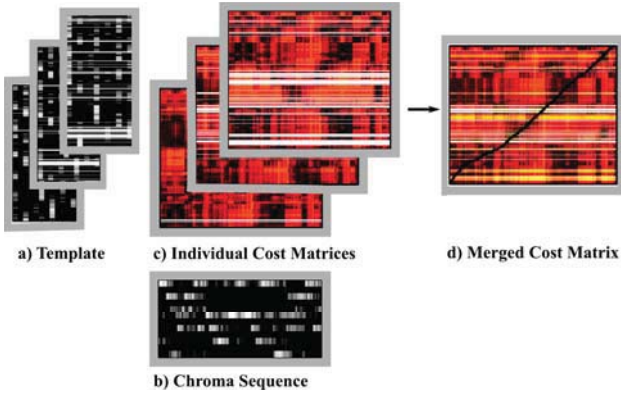 a) Template
c) Individual Cost Matrices
d) Merged Cost Matrix
b) Chroma Sequence